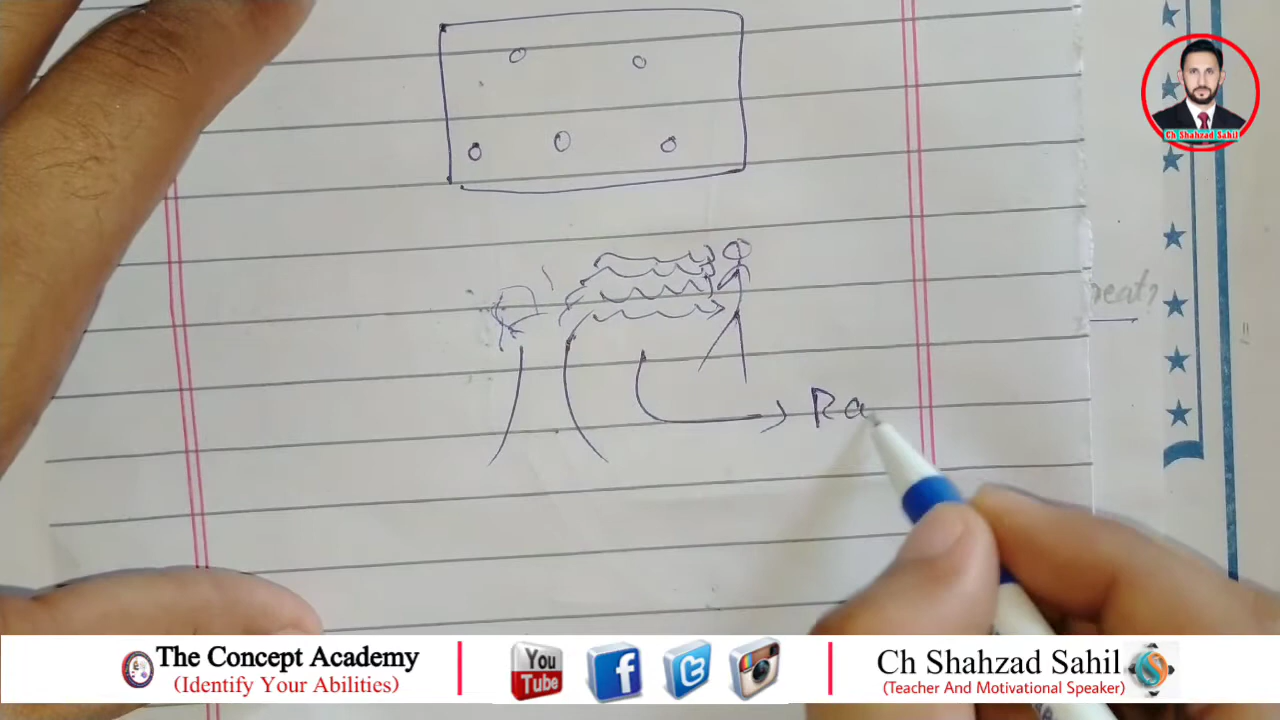 Ch Shahzad Sahil
Ra
The Concept Academy
(Identify Your Abilities)
You
Tube
Ch Shahzad Sahil
(Teacher And Motivational Speaker)